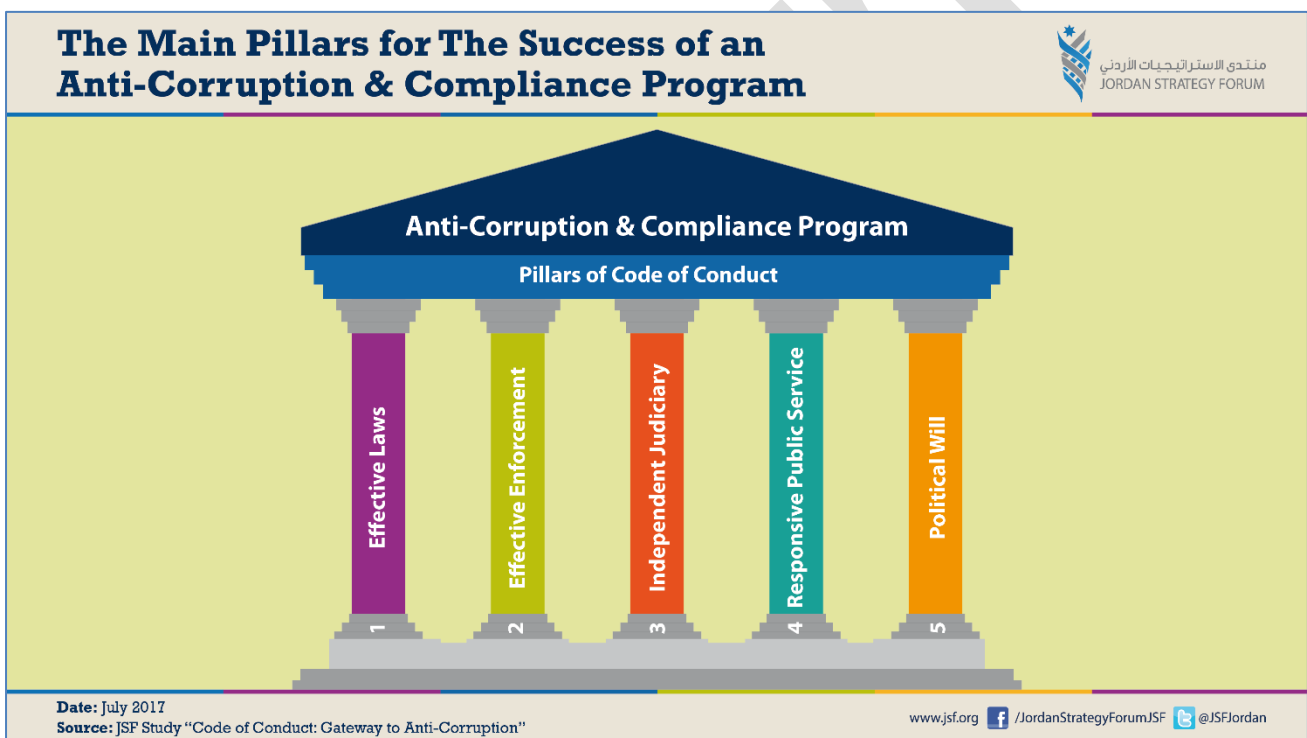 The Main Pillars for The Success of an
Anti-Corruption & Compliance Program
منتدى الاستراتيجيات الأردني
JORDAN STRATEGY FORUM
Anti-Corruption & Compliance Program
Pillars of Code of Conduct
Effective Laws
Effective Enforcement
Independent Judiciary
Responsive Public Service
Political Will
1
2
3
4
5
Date: July 2017
Source: JSF Study “Code of Conduct: Gateway to Anti-Corruption”
www.jsf.org f /JordanStrategyForumJSF @JSFJordan